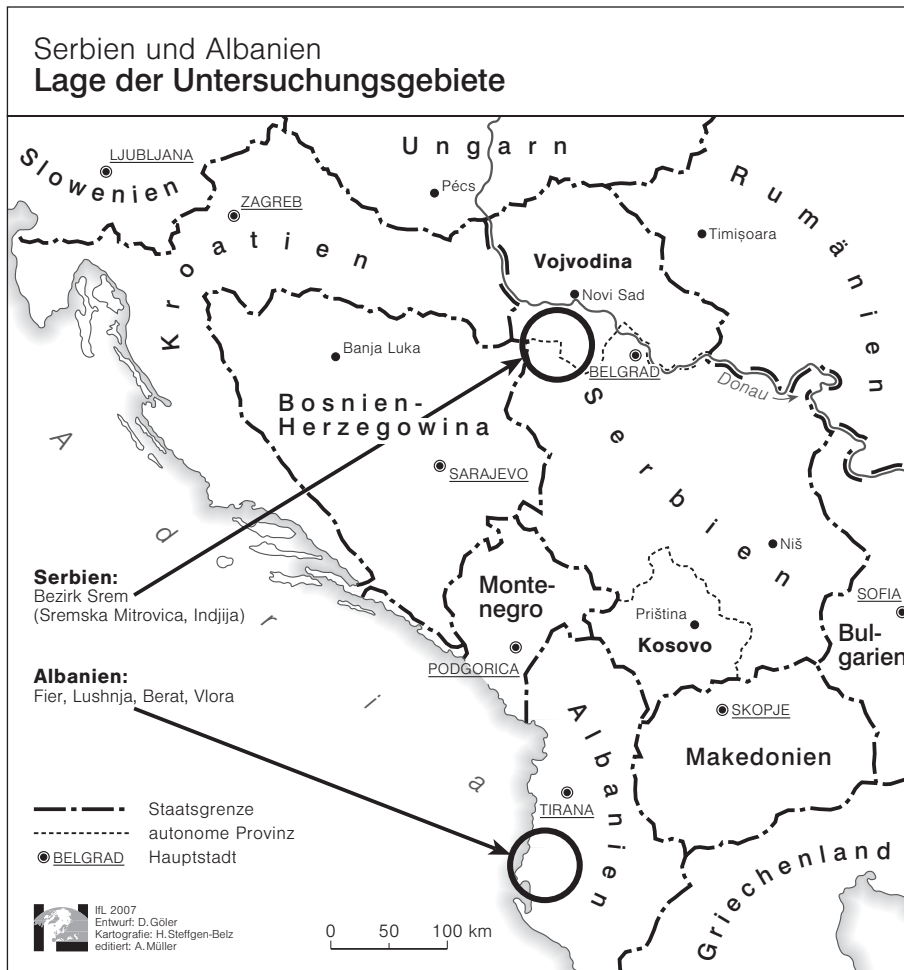 Serbien und Albanien
Lage der Untersuchungsgebiete
Slowenien
LJUBLJANA
Ungarn
Pécs
ZAGREB
Kroatien
Rumänien
Timișoara
Vojvodina
Novi Sad
Banja Luka
BELGRAD
Donau
Bosnien-
Herzegowina
Serbien
SARAJEVO
Adria
Niš
Serbien:
Bezirk Srem
(Sremska Mitrovica, Indjija)
Monte-
negro
Priština
Kosovo
SOFIA
Bul-
garien
PODGORICA
Albanien:
Fier, Lushnja, Berat, Vlora
Albanien
SKOPJE
Makedonien
TIRANA
Griechenland
Staatsgrenze
autonome Provinz
BELGRAD Hauptstadt
IfL 2007
Entwurf: D.Göler
Kartografie: H.Steffgen-Belz
editiert: A.Müller
0 50 100 km